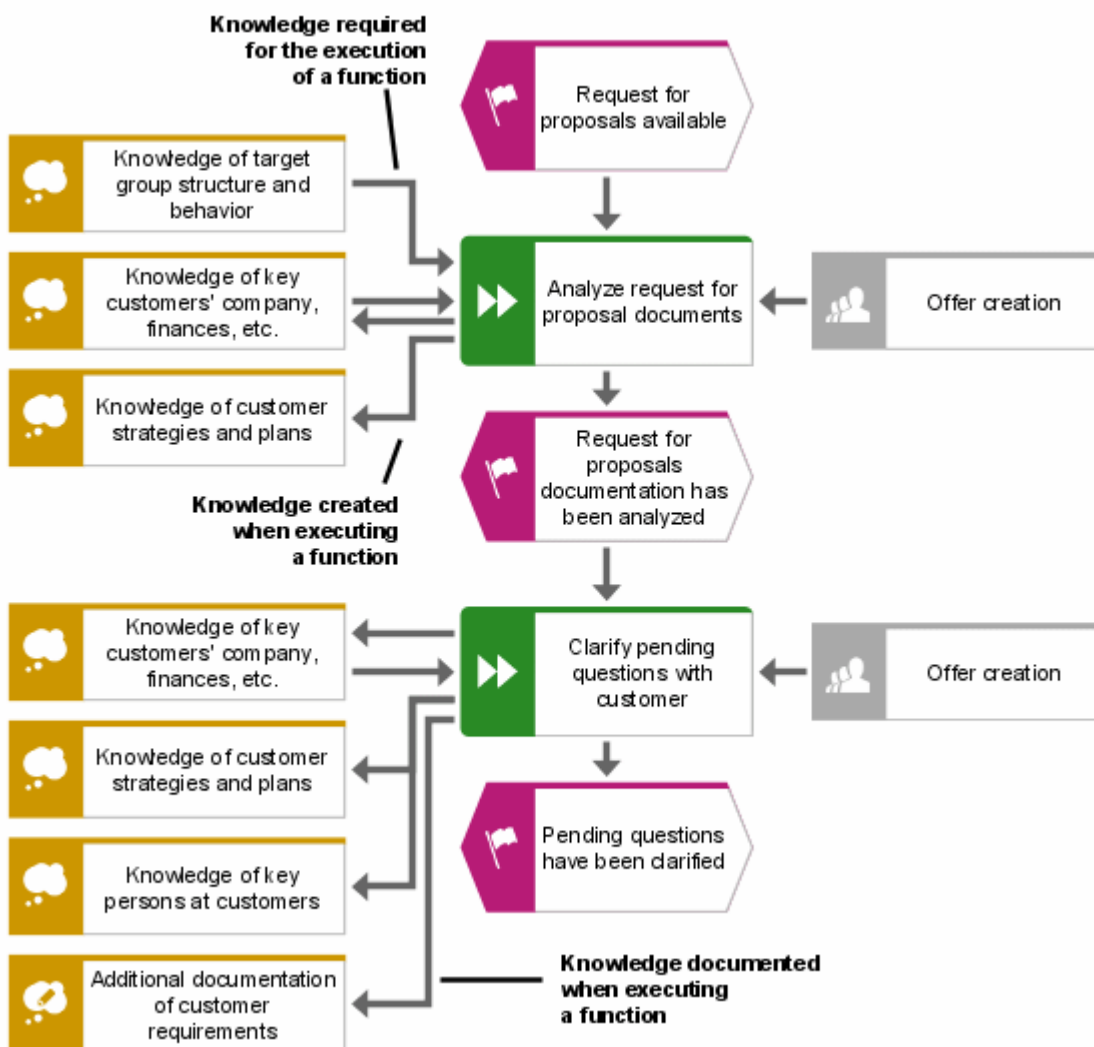 Knowledge required
for the execution
of a function
Request for
proposals available
Knowledge of target
group structure and
behavior
Knowledge of key
customers' company,
finances, etc.
Analyze request for
proposal documents
Offer creation
Knowledge of customer
strategies and plans
Request for
proposals
documentation has
been analyzed
Knowledge created
when executing
a function
Knowledge of key
customers' company,
finances, etc.
Clarify pending
questions with
customer
Offer creation
Knowledge of customer
strategies and plans
Pending questions
have been clarified
Knowledge of key
persons at customers
Additional documentation
of customer
requirements
Knowledge documented
when executing
a function